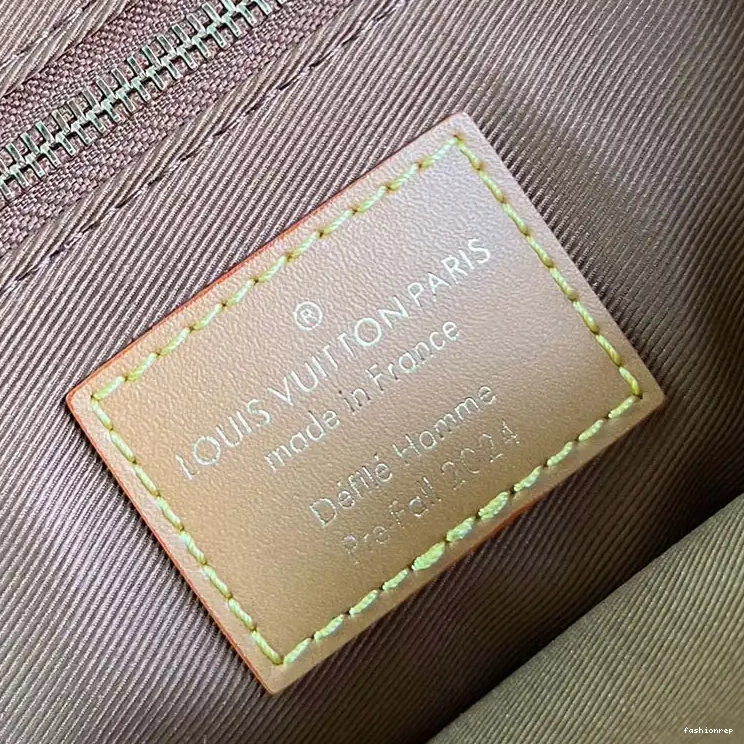 ®
LOUIS VUITTON PARIS
made in France
Défilé Homme
Pre-Fall 2024
fashionrep